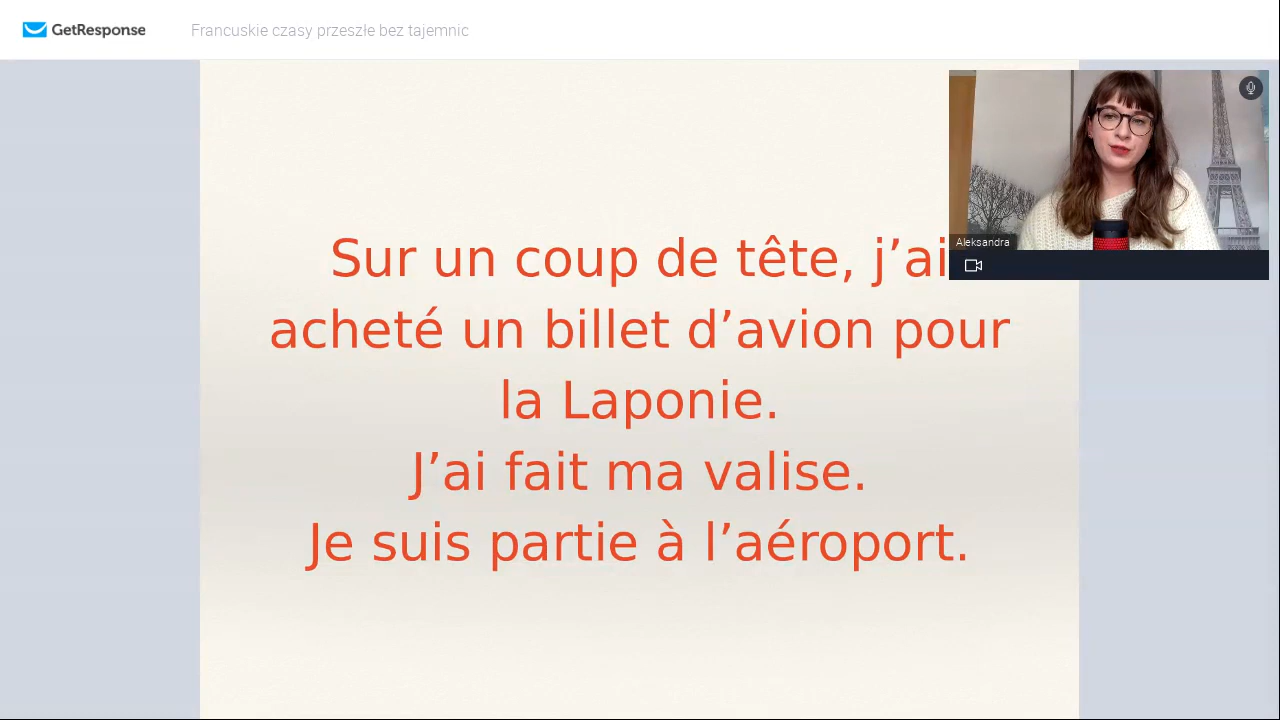 GetResponse
Francuskie czasy przeszłe bez tajemnic
Sur un coup de tête, j’ai
acheté un billet d’avion pour
la Laponie.
J’ai fait ma valise.
Je suis partie à l’aéroport.
Aleksandra